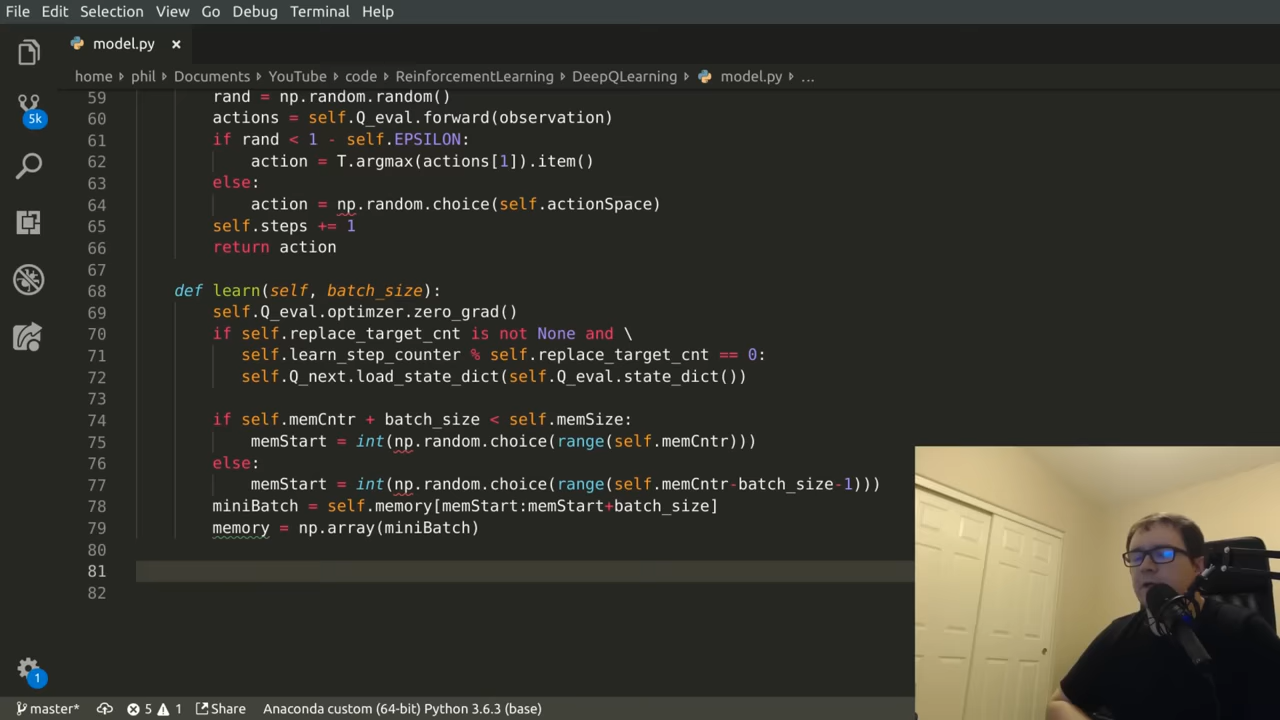 File Edit Selection View Go Debug Terminal Help
model.py ×
home phil Documents YouTube code ReinforcementLearning DeepQLearning model.py ...
59 rand = np.random.random()
60 actions = self.Q_eval.forward(observation)
61 if rand < 1 - self.EPSILON:
62 action = T.argmax(actions[1]).item()
63 else:
64 action = np.random.choice(self.actionSpace)
65 self.steps += 1
66 return action
67
68 def learn(self, batch_size):
69 self.Q_eval.optimzer.zero_grad()
70 if self.replace_target_cnt is not None and \
71 self.learn_step_counter % self.replace_target_cnt == 0:
72 self.Q_next.load_state_dict(self.Q_eval.state_dict())
73
74 if self.memCntr + batch_size < self.memSize:
75 memStart = int(np.random.choice(range(self.memCntr)))
76 else:
77 memStart = int(np.random.choice(range(self.memCntr-batch_size-1)))
78 miniBatch = self.memory[memStart:memStart+batch_size]
79 memory = np.array(miniBatch)
80
81
82
5k
1
master* 5 1 Share Anaconda custom (64-bit) Python 3.6.3 (base)